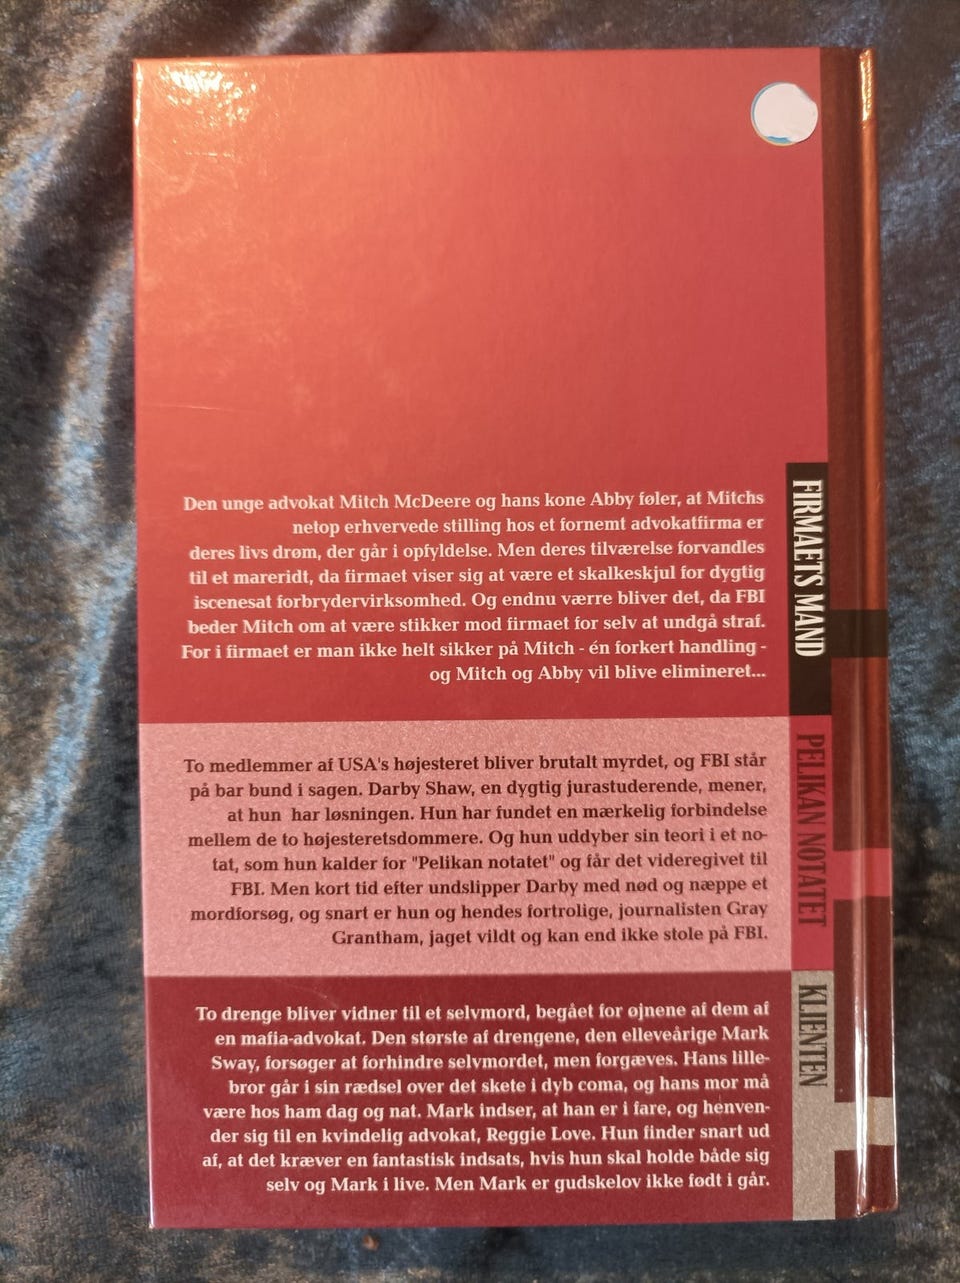 FIRMAETS MAND
Den unge advokat Mitch McDeere og hans kone Abby føler, at Mitchs
netop erhvervede stilling hos et fornemt advokatfirma er
deres livs drøm, der går i opfyldelse. Men deres tilværelse forvandles
til et mareridt, da firmaet viser sig at være et skalkeskjul for dygtig
iscenesat forbrydervirksomhed. Og endnu værre bliver det, da FBI
beder Mitch om at være stikker mod firmaet for selv at undgå straf.
For i firmaet er man ikke helt sikker på Mitch - én forkert handling -
og Mitch og Abby vil blive elimineret...
PELIKAN NOTATET
To medlemmer af USA's højesteret bliver brutalt myrdet, og FBI står
på bar bund i sagen. Darby Shaw, en dygtig jurastuderende, mener,
at hun har løsningen. Hun har fundet en mærkelig forbindelse
mellem de to højesteretsdommere. Og hun uddyber sin teori i et no-
tat, som hun kalder for "Pelikan notatet" og får det videregivet til
FBI. Men kort tid efter undslipper Darby med nød og næppe et
mordforsøg, og snart er hun og hendes fortrolige, journalisten Gray
Grantham, jaget vildt og kan end ikke stole på FBI.
KLIENTEN
To drenge bliver vidner til et selvmord, begået for øjnene af dem af
en mafia-advokat. Den største af drengene, den elleveårige Mark
Sway, forsøger at forhindre selvmordet, men forgæves. Hans lille-
bror går i sin rædsel over det skete i dyb coma, og hans mor må
være hos ham dag og nat. Mark indser, at han er i fare, og henven-
der sig til en kvindelig advokat, Reggie Love. Hun finder snart ud
af, at det kræver en fantastisk indsats, hvis hun skal holde både sig
selv og Mark i live. Men Mark er gudskelov ikke født i går.